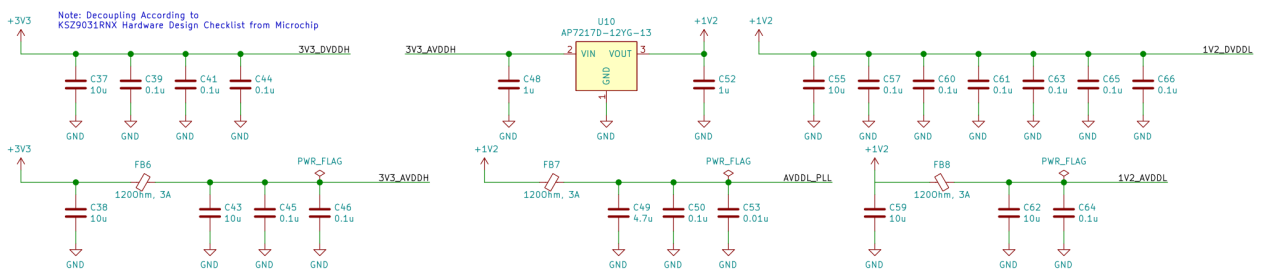 Note: Decoupling According to
KSZ9031RNX Hardware Design Checklist from Microchip
+3V3
3V3_DVDDH
C37
10u
C39
0.1u
C41
0.1u
C44
0.1u
GND
GND
GND
GND
3V3_AVDDH
U10
AP7217D-12YG-13
2
VIN
VOUT
3
GND
1
+1V2
C48
1u
C52
1u
GND
GND
GND
+1V2
1V2_DVDDL
C55
10u
C57
0.1u
C60
0.1u
C61
0.1u
C63
0.1u
C65
0.1u
C66
0.1u
GND
GND
GND
GND
GND
GND
GND
+3V3
FB6
120Ohm, 3A
PWR_FLAG
3V3_AVDDH
C38
10u
C43
10u
C45
0.1u
C46
0.1u
GND
GND
GND
GND
+1V2
FB7
120Ohm, 3A
PWR_FLAG
AVDDL_PLL
C49
4.7u
C50
0.1u
C53
0.01u
GND
GND
GND
+1V2
FB8
120Ohm, 3A
PWR_FLAG
1V2_AVDDL
C59
10u
C62
10u
C64
0.1u
GND
GND
GND